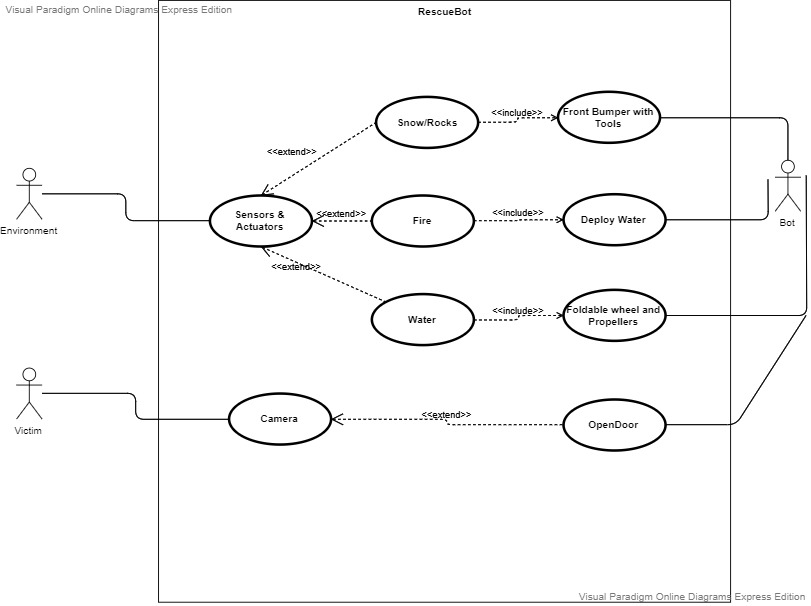 Visual Paradigm Online Diagrams Express Edition
RescueBot
Snow/Rocks
<<include>>
Front Bumper with
Tools
<<extend>>
Environment
Sensors &
Actuators
<<extend>>
Fire
<<include>>
Deploy Water
Bot
<<extend>>
Water
<<include>>
Foldable wheel and
Propellers
Victim
Camera
<<extend>>
OpenDoor
Visual Paradigm Online Diagrams Express Edition